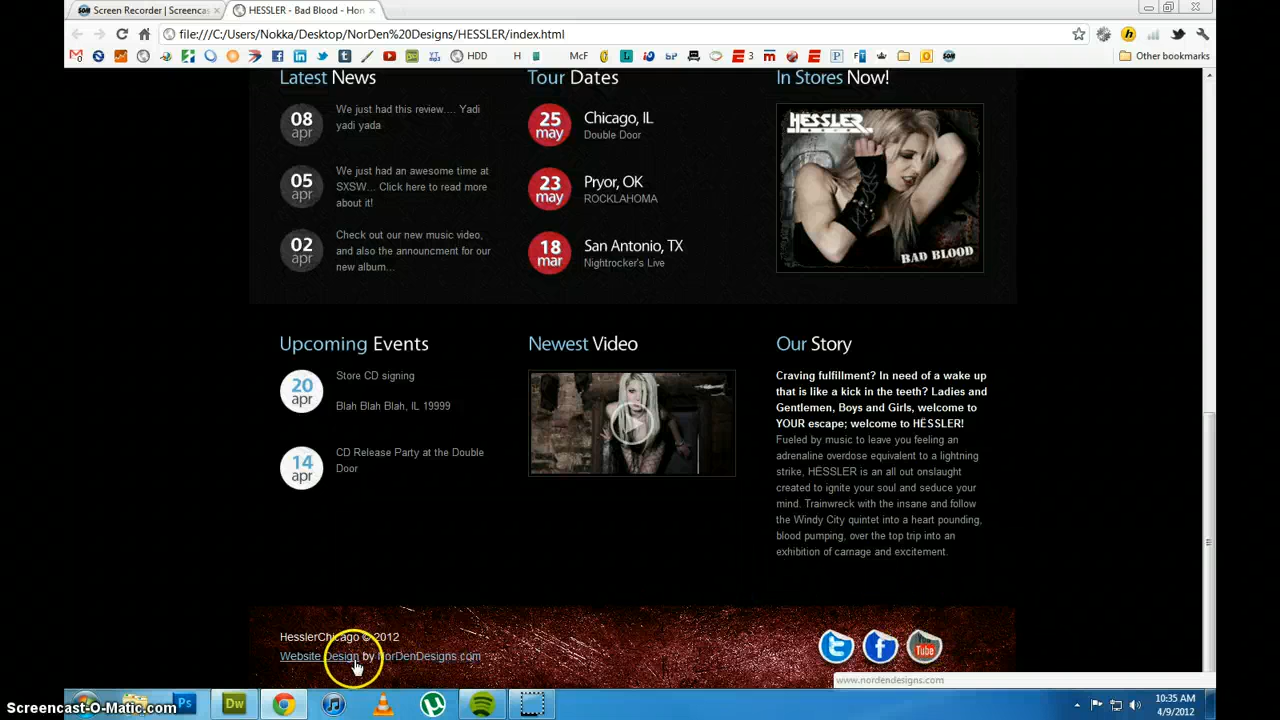 Screen Recorder | Screencas
HESSLER - Bad Blood - Hon
file:///C:/Users/Nokka/Desktop/NorDen%20Designs/HESSLER/index.html
HDD
H
McF
3
Other bookmarks
Latest News
08 apr
We just had this review.... Yadi
yadi yada
05 apr
We just had an awesome time at
SXSW... Click here to read more
about it!
02 apr
Check out our new music video,
and also the announcment for our
new album...
Tour Dates
25 may
Chicago, IL
Double Door
23 may
Pryor, OK
ROCKLAHOMA
18 mar
San Antonio, TX
Nightrocker's Live
In Stores Now!
HESSLER
BAD BLOOD
Upcoming Events
20 apr
Store CD signing
Blah Blah Blah, IL 19999
14 apr
CD Release Party at the Double
Door
Newest Video
Our Story
Craving fulfillment? In need of a wake up
that is like a kick in the teeth? Ladies and
Gentlemen, Boys and Girls, welcome to
YOUR escape; welcome to HËSSLER!
Fueled by music to leave you feeling an
adrenaline overdose equivalent to a lightning
strike, HËSSLER is an all out onslaught
created to ignite your soul and seduce your
mind. Trainwreck with the insane and follow
the Windy City quintet into a heart pounding,
blood pumping, over the top trip into an
exhibition of carnage and excitement.
HesslerChicago © 2012
Website Design by NorDenDesigns.com
You Tube
www.nordendesigns.com
Ps
Dw
10:35 AM
4/9/2012
Screencast-O-Matic.com